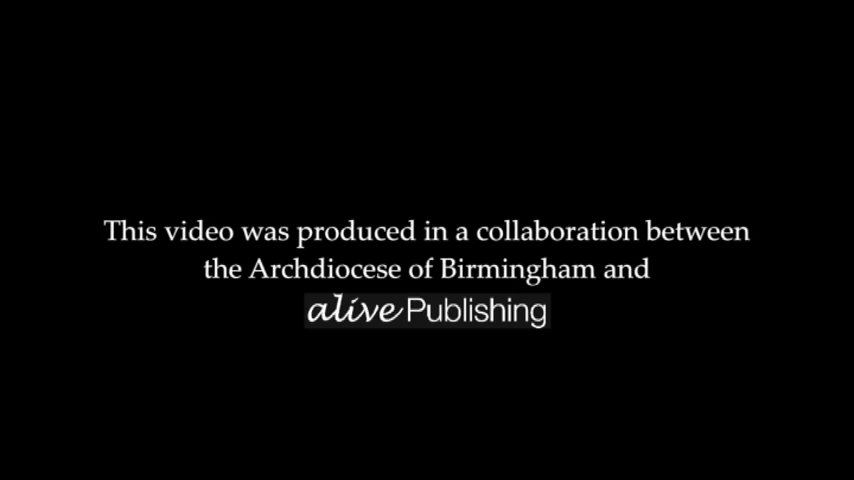 This video was produced in a collaboration between
the Archdiocese of Birmingham and
alive Publishing